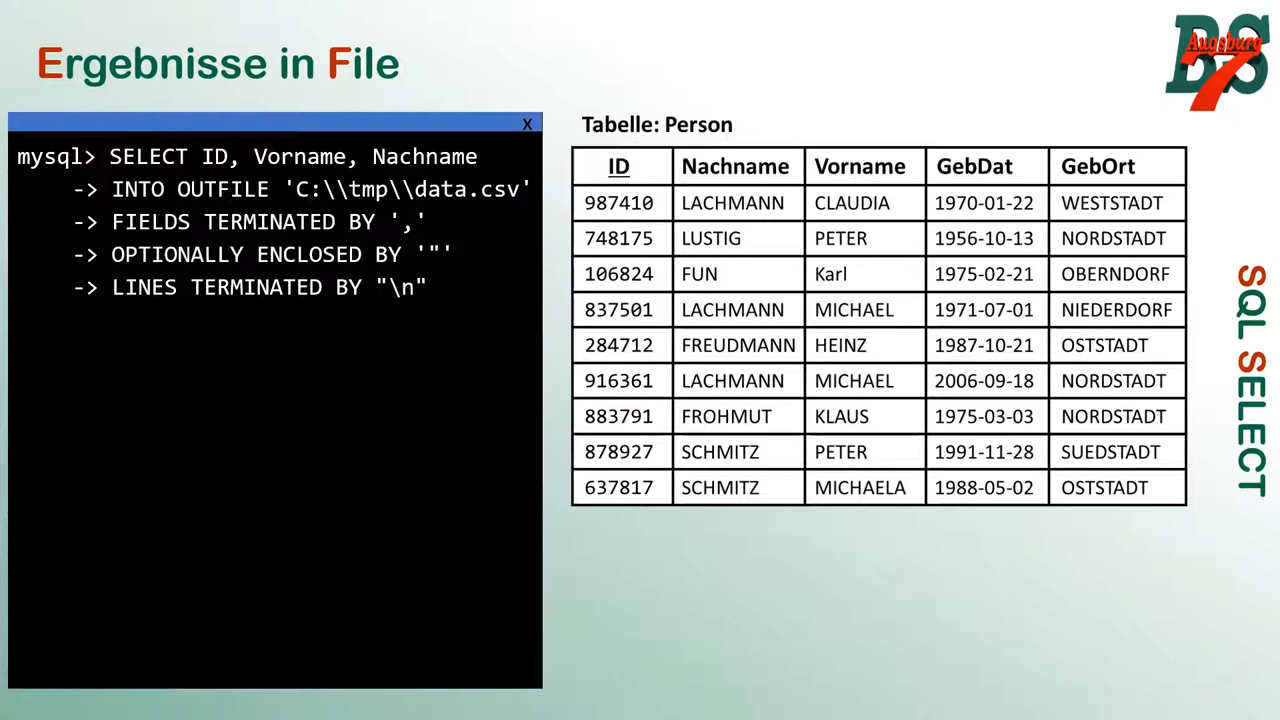 Ergebnisse in File
BS
Augsburg
7
X
mysql> SELECT ID, Vorname, Nachname
-> INTO OUTFILE 'C:\\tmp\\data.csv'
-> FIELDS TERMINATED BY ','
-> OPTIONALLY ENCLOSED BY '"'
-> LINES TERMINATED BY "\n"
Tabelle: Person
ID Nachname Vorname GebDat GebOrt
987410 LACHMANN CLAUDIA 1970-01-22 WESTSTADT
748175 LUSTIG PETER 1956-10-13 NORDSTADT
106824 FUN Karl 1975-02-21 OBERNDORF
837501 LACHMANN MICHAEL 1971-07-01 NIEDERDORF
284712 FREUDMANN HEINZ 1987-10-21 OSTSTADT
916361 LACHMANN MICHAEL 2006-09-18 NORDSTADT
883791 FROHMUT KLAUS 1975-03-03 NORDSTADT
878927 SCHMITZ PETER 1991-11-28 SUEDSTADT
637817 SCHMITZ MICHAELA 1988-05-02 OSTSTADT
SQL SELECT